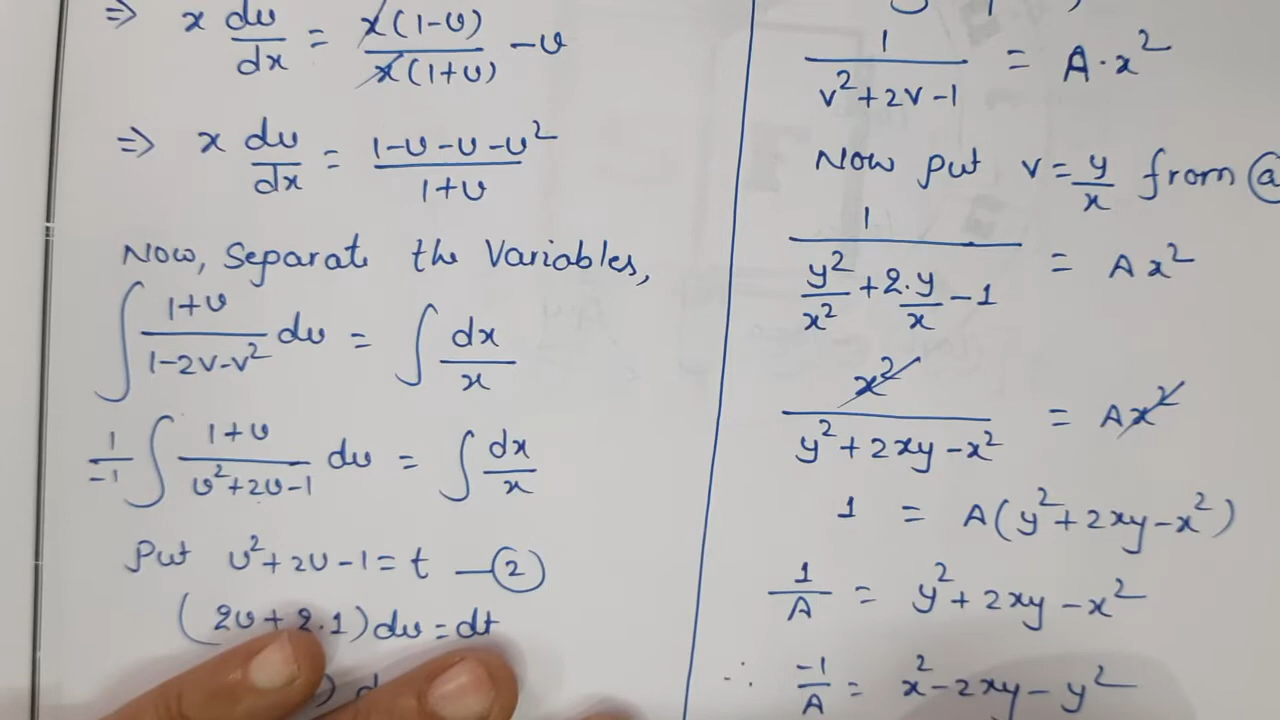 ⇒ x dv/dx = x(1-v)/x(1+v) - v
⇒ x dv/dx = 1-v-v-v²/1+v
Now, Separate the Variables,
∫ 1+v/1-2v-v² dv = ∫ dx/x
1/-1 ∫ 1+v/v²+2v-1 dv = ∫ dx/x
Put v²+2v-1=t —②
(2v+2.1)dv=dt
1/v²+2v-1 = A·x²
Now put v=y/x from ⓐ
1/y²/x²+2.y/x-1 = Ax²
x²/y²+2xy-x² = Ax²
1 = A(y²+2xy-x²)
1/A = y²+2xy-x²
∴ -1/A = x²-2xy-y²